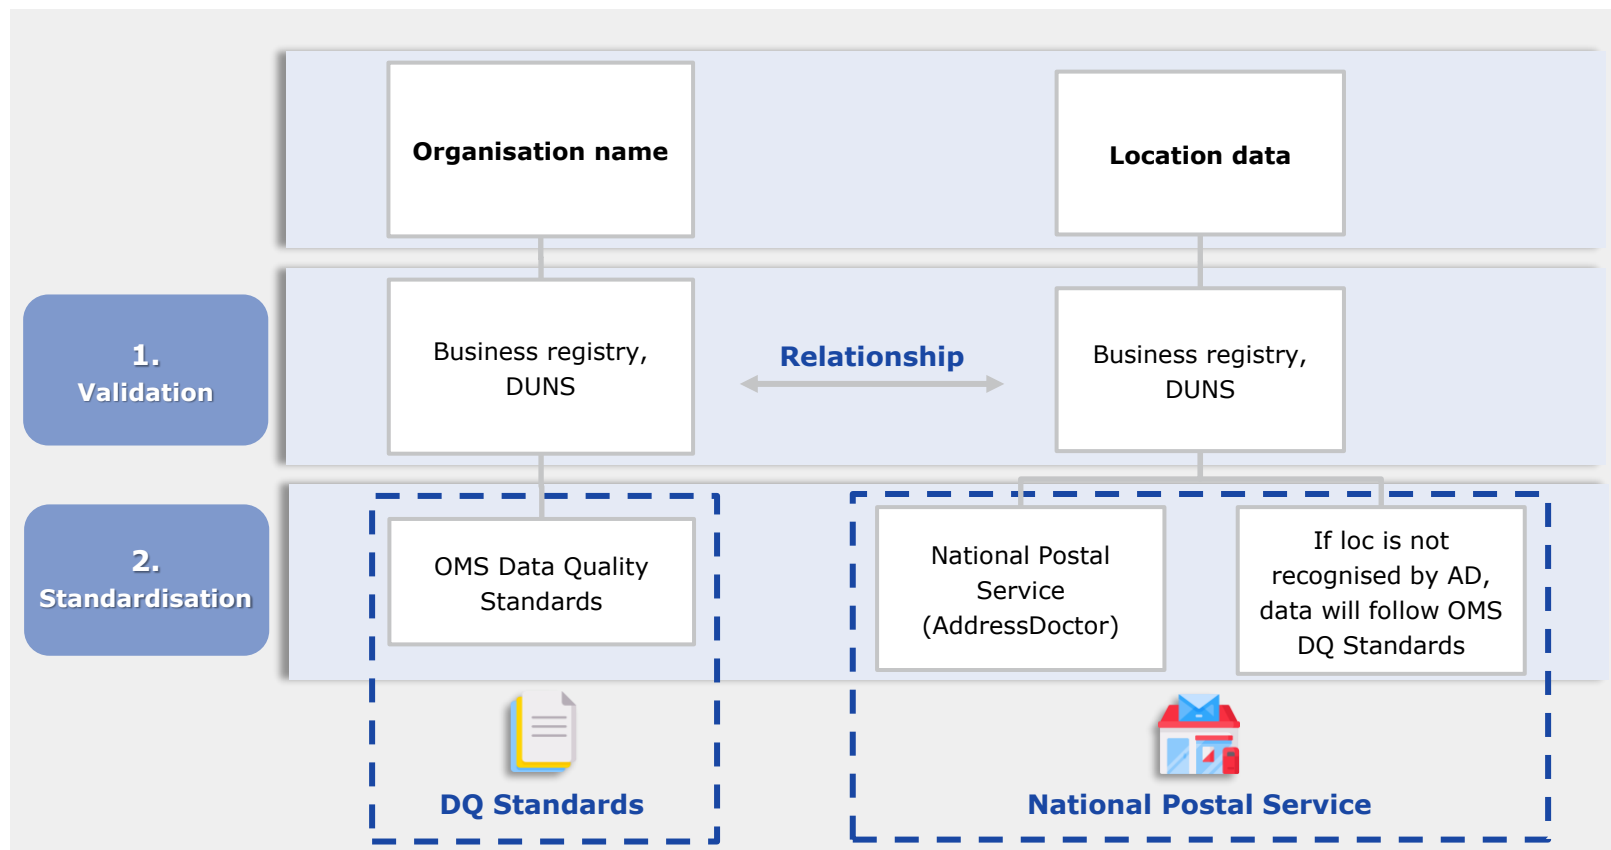 Organisation name
Location data
1.
Validation
Business registry,
DUNS
Relationship
Business registry,
DUNS
2.
Standardisation
OMS Data Quality
Standards
National Postal
Service
(AddressDoctor)
If loc is not
recognised by AD,
data will follow OMS
DQ Standards
DQ Standards
National Postal Service